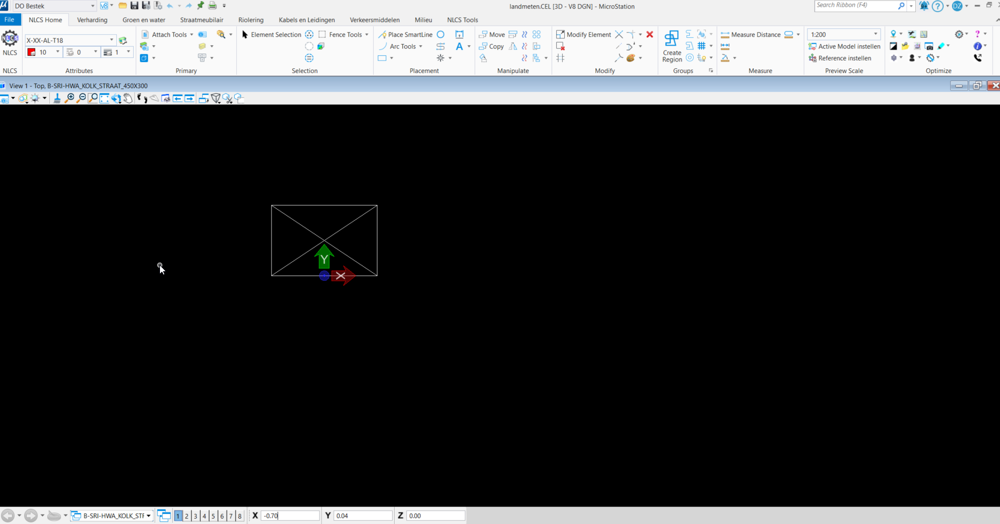 DO Bestek
V8
landmeten.CEL [3D - V8 DGN] - MicroStation
Search Ribbon (F4)
9+
?
DZ
File
NLCS Home
Verharding
Groen en water
Straatmeubilair
Riolering
Kabels en Leidingen
Verkeersmiddelen
Milieu
NLCS Tools
NLCS
NLCS
NLCS
X-XX-AL-T18
10
0
1
Attributes
Attach Tools
Primary
Element Selection
Fence Tools
Selection
Place SmartLine
Arc Tools
A
Placement
Move
Copy
Manipulate
Modify Element
Modify
Create
Region
Groups
Measure Distance
Measure
1:200
Active Model instellen
Reference instellen
Preview Scale
?
Optimize
View 1 - Top, B-SRI-HWA_KOLK_STRAAT_450X300
Y
X
B-SRI-HWA_KOLK_STF
1 2 3 4 5 6 7 8
X -0.70
Y 0.04
Z 0.00